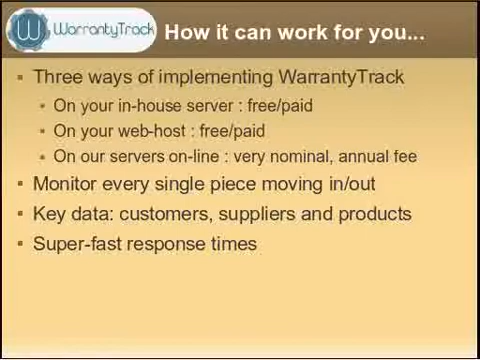 WARRANTYTRACK
How it can work for you...
Three ways of implementing WarrantyTrack
On your in-house server : free/paid
On your web-host : free/paid
On our servers on-line : very nominal, annual fee
Monitor every single piece moving in/out
Key data: customers, suppliers and products
Super-fast response times